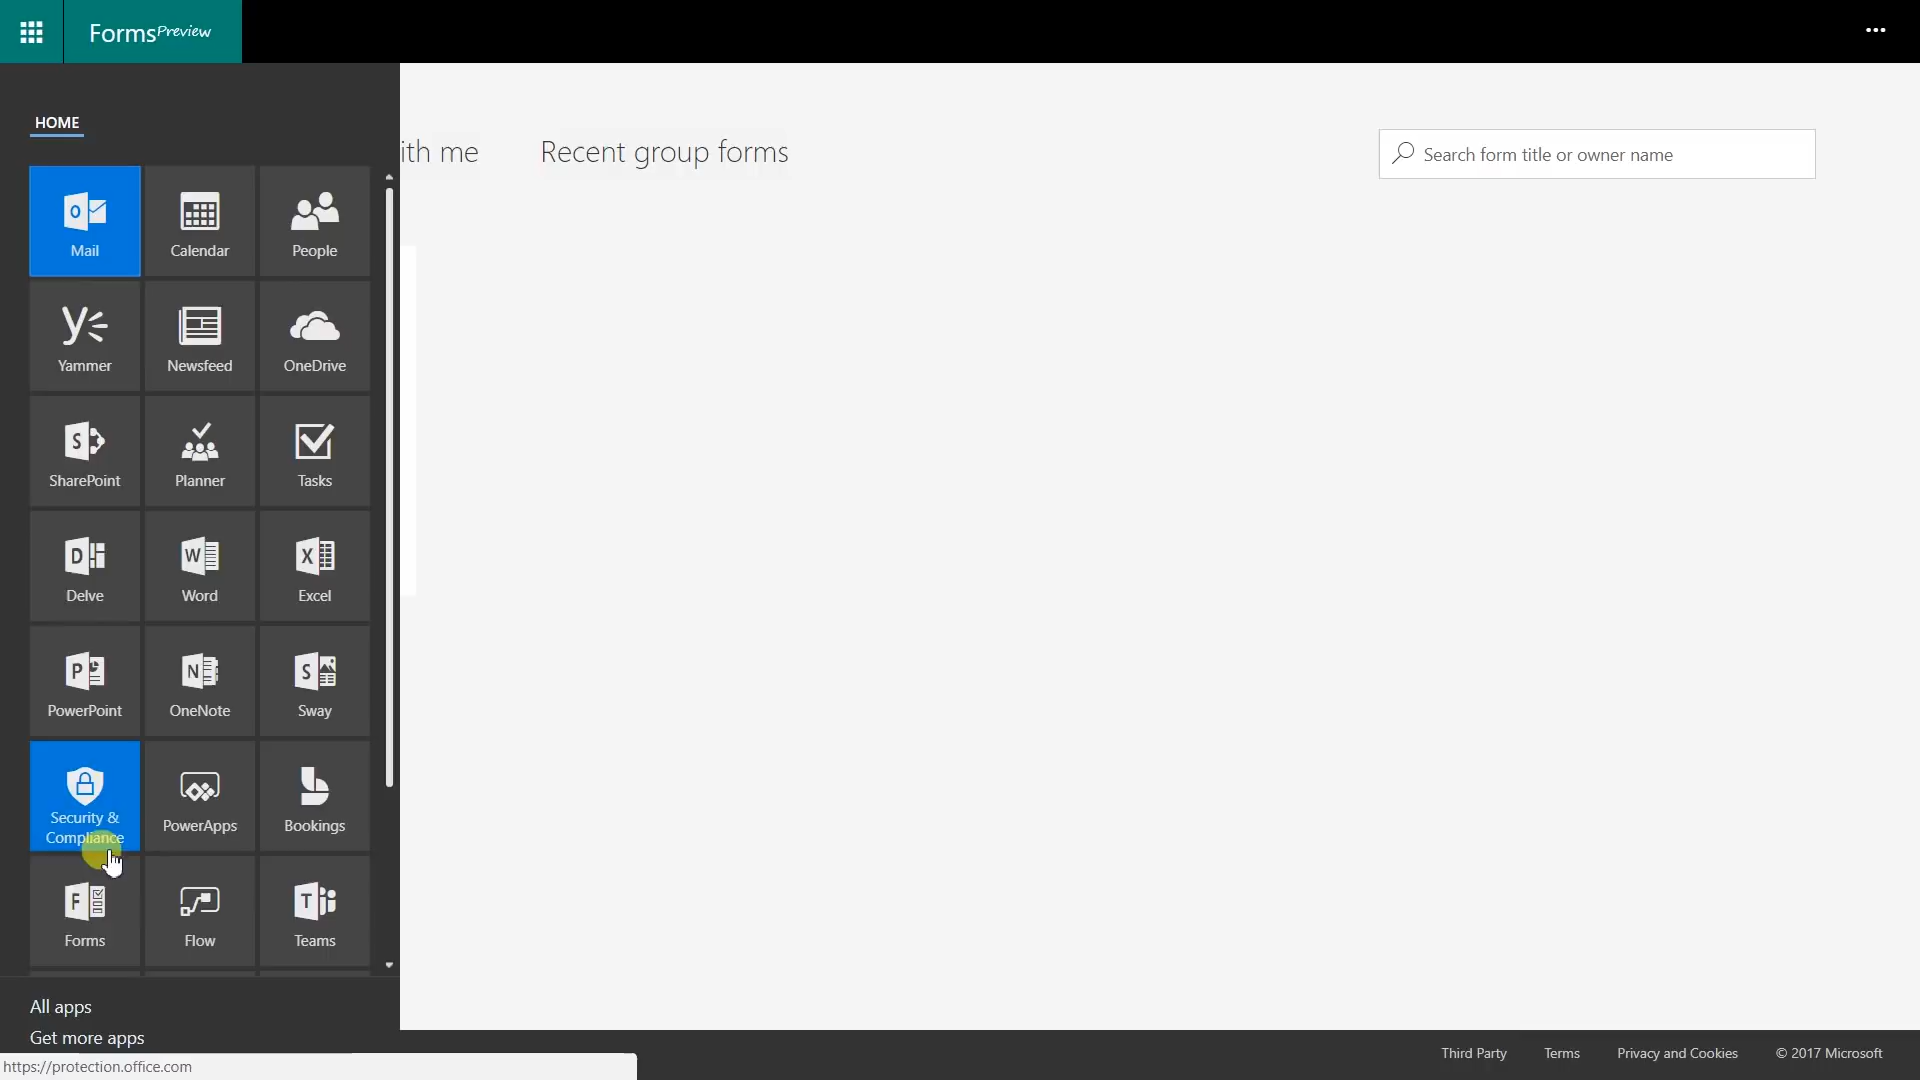 Forms Preview
HOME
ith me
Recent group forms
Search form title or owner name
Mail
Calendar
People
Yammer
Newsfeed
OneDrive
SharePoint
Planner
Tasks
Delve
Word
Excel
PowerPoint
OneNote
Sway
Security &
Compliance
PowerApps
Bookings
Forms
Flow
Teams
All apps
Get more apps
https://protection.office.com
Third Party
Terms
Privacy and Cookies
© 2017 Microsoft